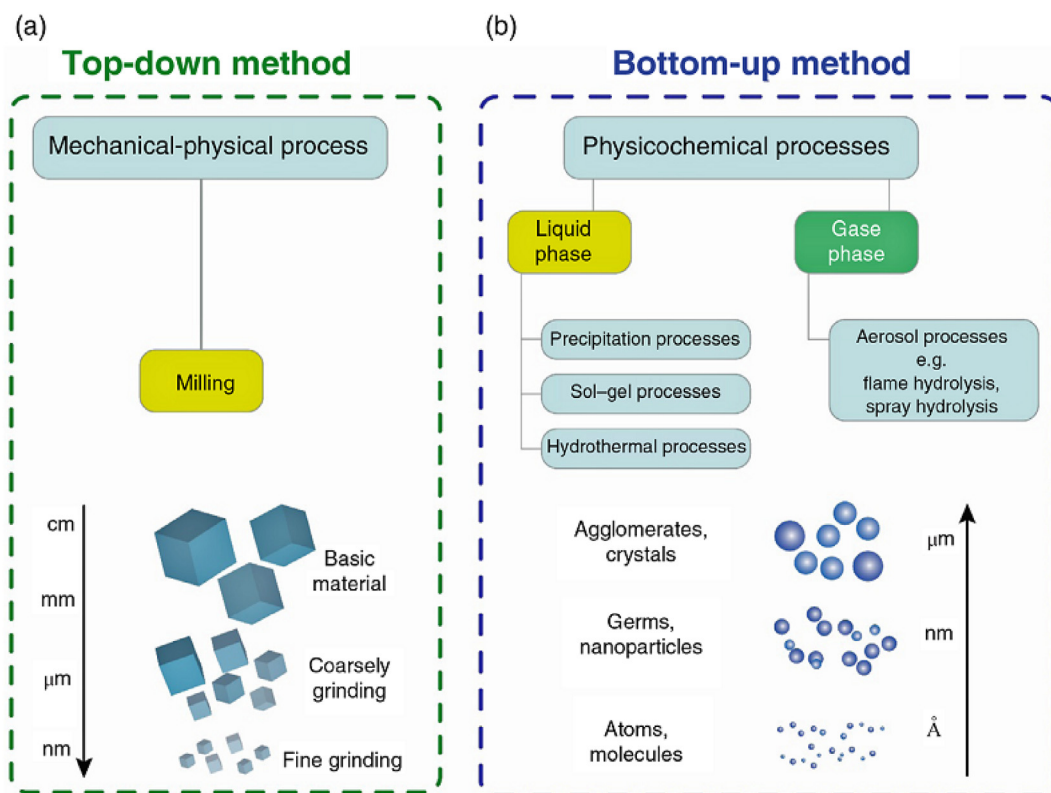 (a)
Top-down method
Mechanical-physical process
Milling
cm
mm
μm
nm
Basic
material
Coarsely
grinding
Fine grinding
(b)
Bottom-up method
Physicochemical processes
Liquid
phase
Gase
phase
Precipitation processes
Sol–gel processes
Hydrothermal processes
Aerosol processes
e.g.
flame hydrolysis,
spray hydrolysis
Agglomerates,
crystals
μm
Germs,
nanoparticles
nm
Atoms,
molecules
Å